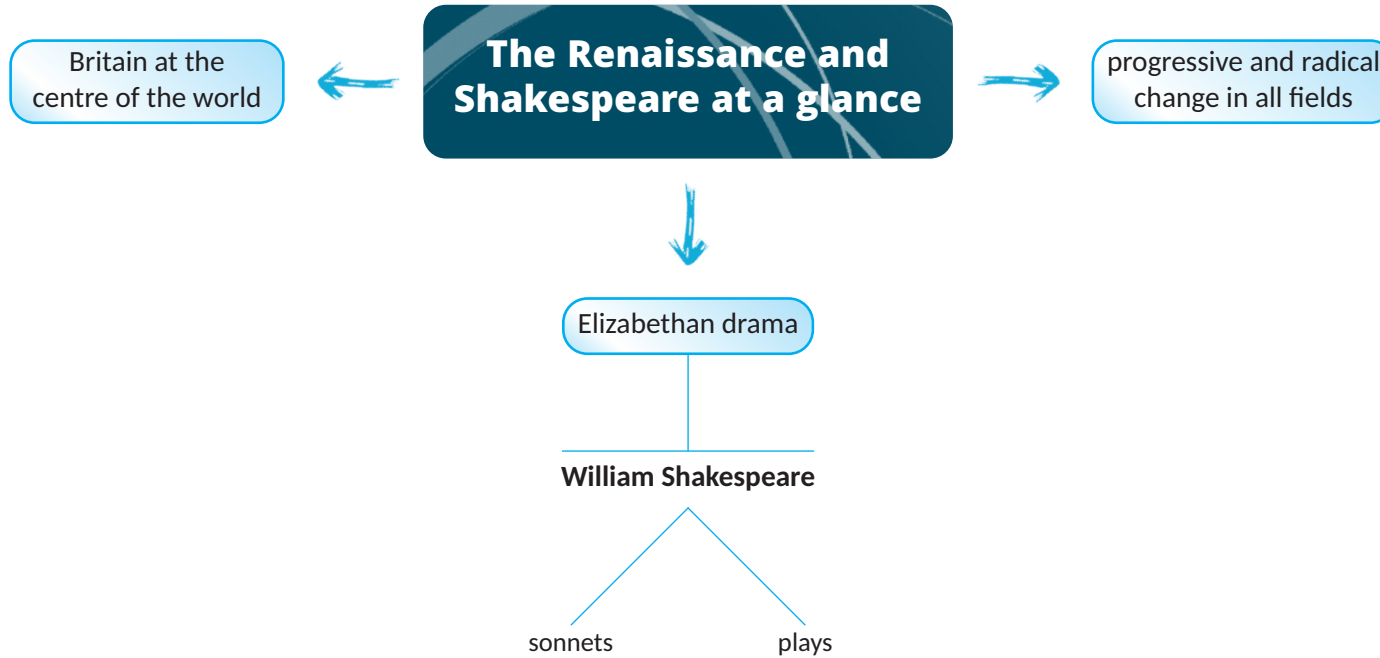 The Renaissance and
Shakespeare at a glance
Britain at the
centre of the world
progressive and radical
change in all fields
Elizabethan drama
William Shakespeare
sonnets
plays